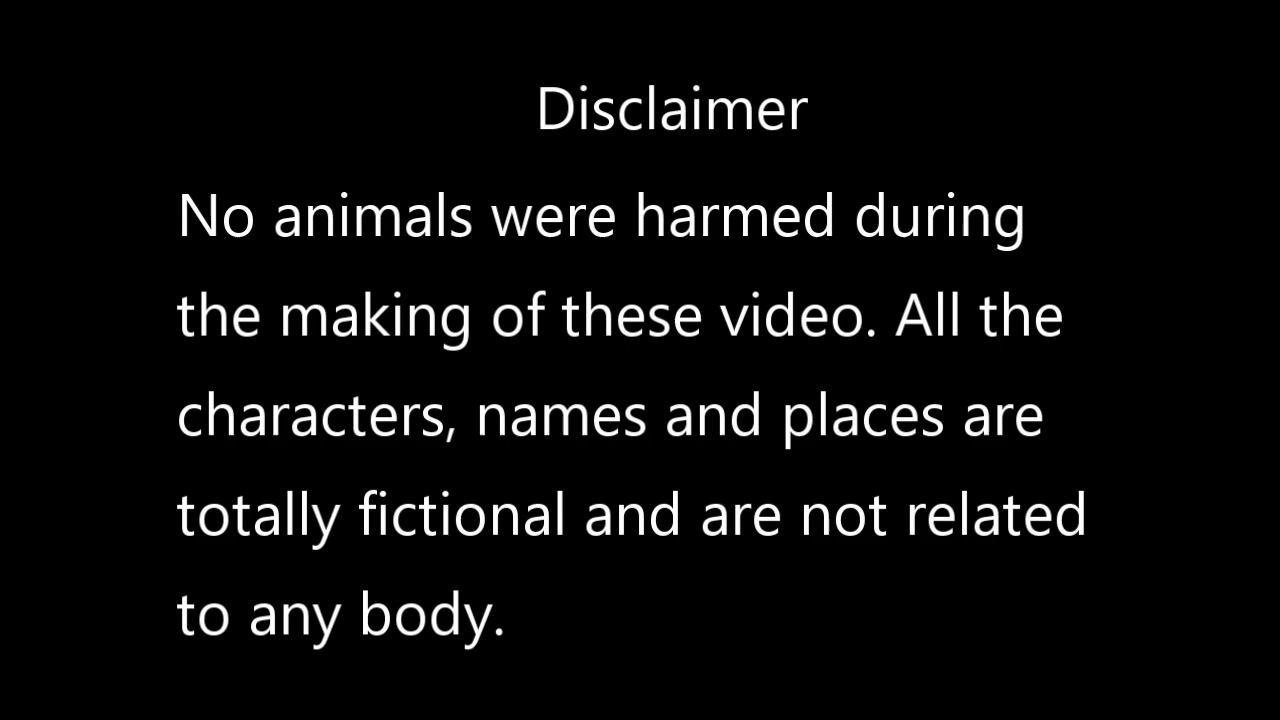 Disclaimer
No animals were harmed during
the making of these video. All the
characters, names and places are
totally fictional and are not related
to any body.